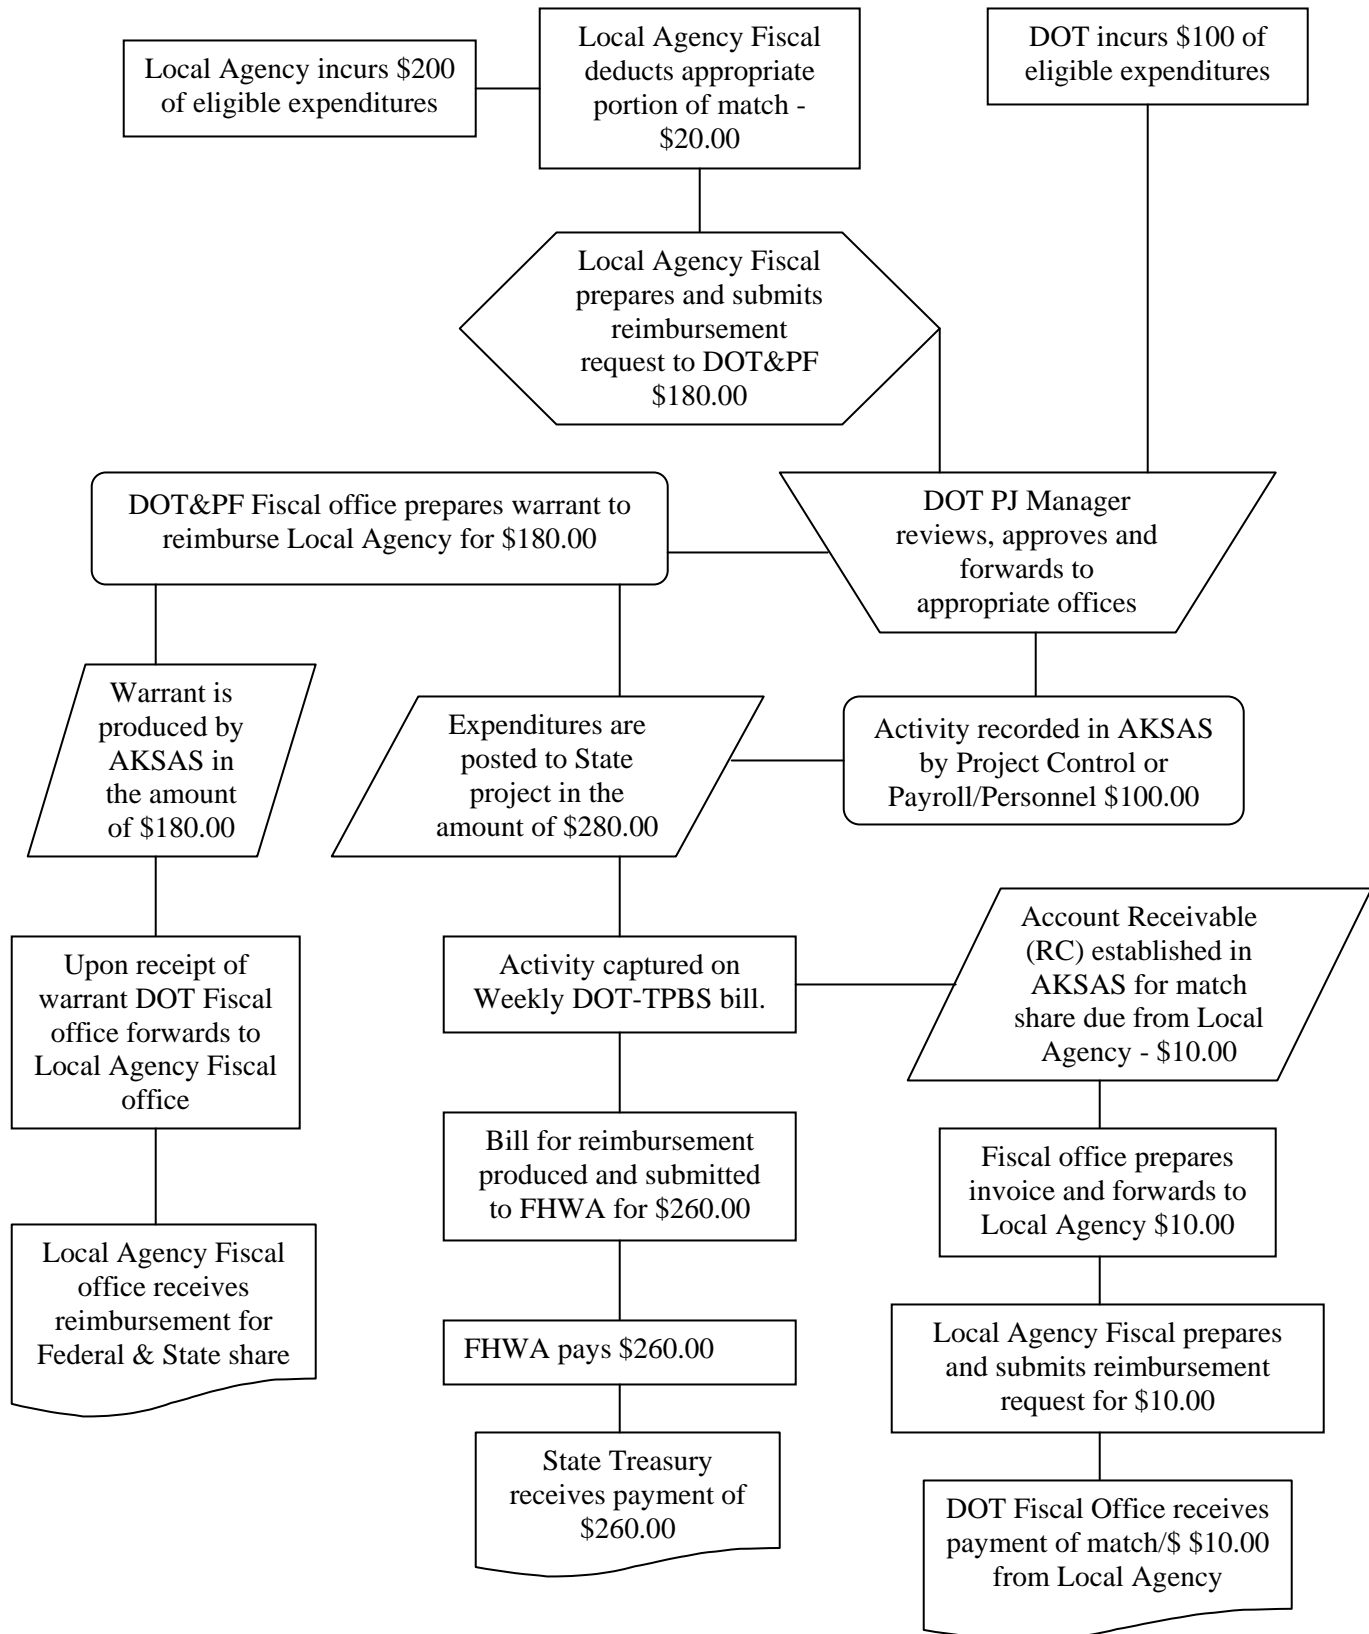 Local Agency incurs $200
of eligible expenditures
Local Agency Fiscal
deducts appropriate
portion of match -
$20.00
DOT incurs $100 of
eligible expenditures
Local Agency Fiscal
prepares and submits
reimbursement
request to DOT&PF
$180.00
DOT&PF Fiscal office prepares warrant to
reimburse Local Agency for $180.00
DOT PJ Manager
reviews, approves and
forwards to
appropriate offices
Warrant is
produced by
AKSAS in
the amount
of $180.00
Expenditures are
posted to State
project in the
amount of $280.00
Activity recorded in AKSAS
by Project Control or
Payroll/Personnel $100.00
Upon receipt of
warrant DOT Fiscal
office forwards to
Local Agency Fiscal
office
Activity captured on
Weekly DOT-TPBS bill.
Account Receivable
(RC) established in
AKSAS for match
share due from Local
Agency - $10.00
Bill for reimbursement
produced and submitted
to FHWA for $260.00
Fiscal office prepares
invoice and forwards to
Local Agency $10.00
Local Agency Fiscal
office receives
reimbursement for
Federal & State share
FHWA pays $260.00
Local Agency Fiscal prepares
and submits reimbursement
request for $10.00
State Treasury
receives payment of
$260.00
DOT Fiscal Office receives
payment of match/$ $10.00
from Local Agency